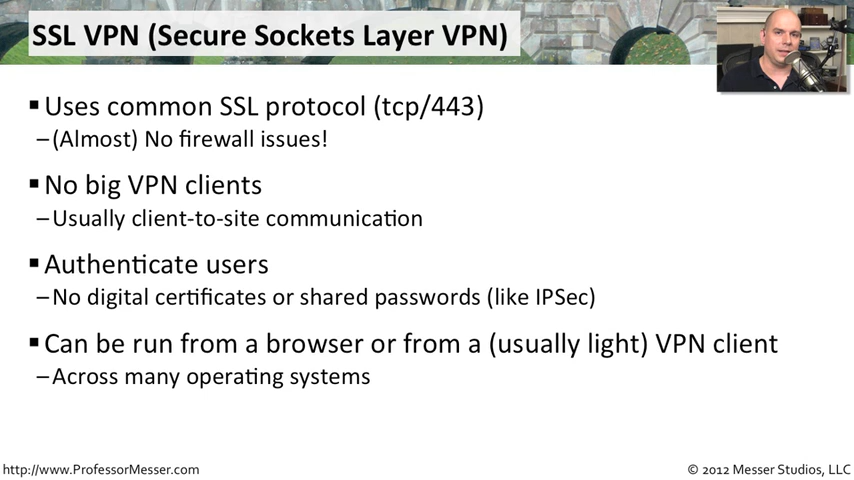 SSL VPN (Secure Sockets Layer VPN)
▪Uses common SSL protocol (tcp/443)
–(Almost) No firewall issues!
▪No big VPN clients
–Usually client-to-site communication
▪Authenticate users
–No digital certificates or shared passwords (like IPSec)
▪Can be run from a browser or from a (usually light) VPN client
–Across many operating systems
http://www.ProfessorMesser.com
© 2012 Messer Studios, LLC